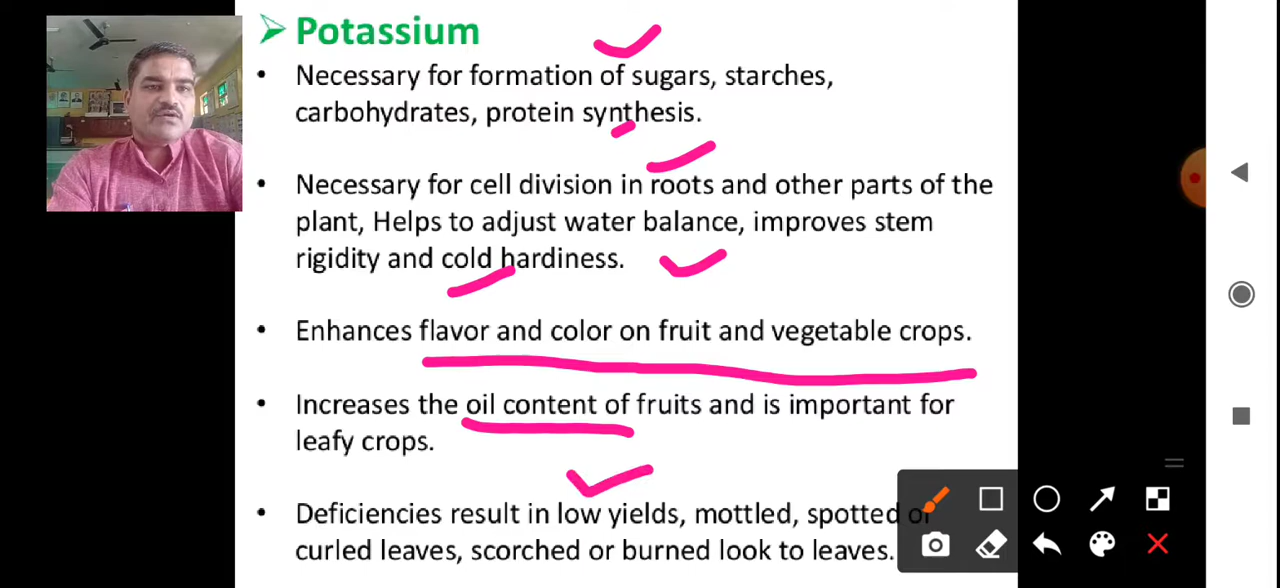 Potassium
Necessary for formation of sugars, starches,
carbohydrates, protein synthesis.
Necessary for cell division in roots and other parts of the
plant, Helps to adjust water balance, improves stem
rigidity and cold hardiness.
Enhances flavor and color on fruit and vegetable crops.
Increases the oil content of fruits and is important for
leafy crops.
Deficiencies result in low yields, mottled, spotted or
curled leaves, scorched or burned look to leaves.